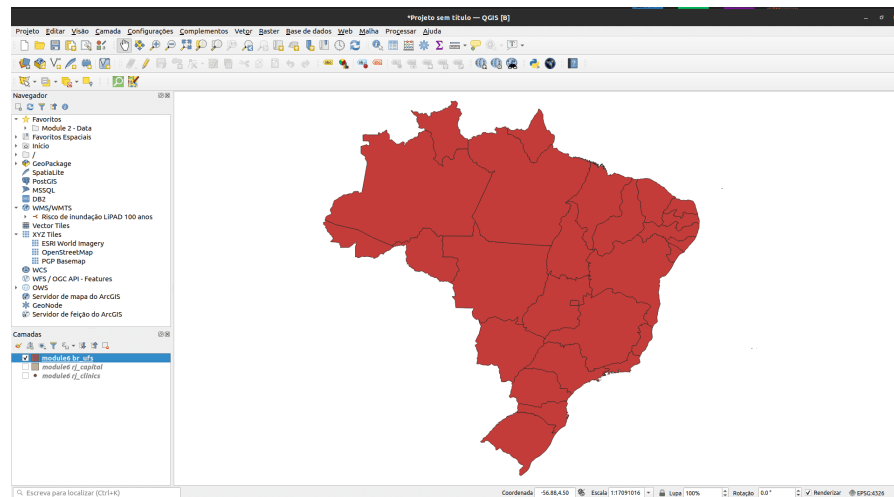 *Projeto sem título — QGIS [B]
Projeto Editar Visão Camada Configurações Complementos Vetor Raster Base de dados Web Malha Processar Ajuda
Navegador
Favoritos
Module 2 - Data
Favoritos Espaciais
Início
/
GeoPackage
SpatiaLite
PostGIS
MSSQL
DB2
WMS/WMTS
Risco de inundação LiPAD 100 anos
Vector Tiles
XYZ Tiles
ESRI World Imagery
OpenStreetMap
PGP Basemap
WCS
WFS / OGC API - Features
OWS
Servidor de mapa do ArcGIS
GeoNode
Servidor de feição do ArcGIS
Camadas
module6 br_ufs
module6 rj_capital
module6 rj_clinics
Escreva para localizar (Ctrl+K)
Coordenada -56.88,4.50 Escala 1:17091016 Lupa 100% Rotação 0.0° Renderizar EPSG:4326